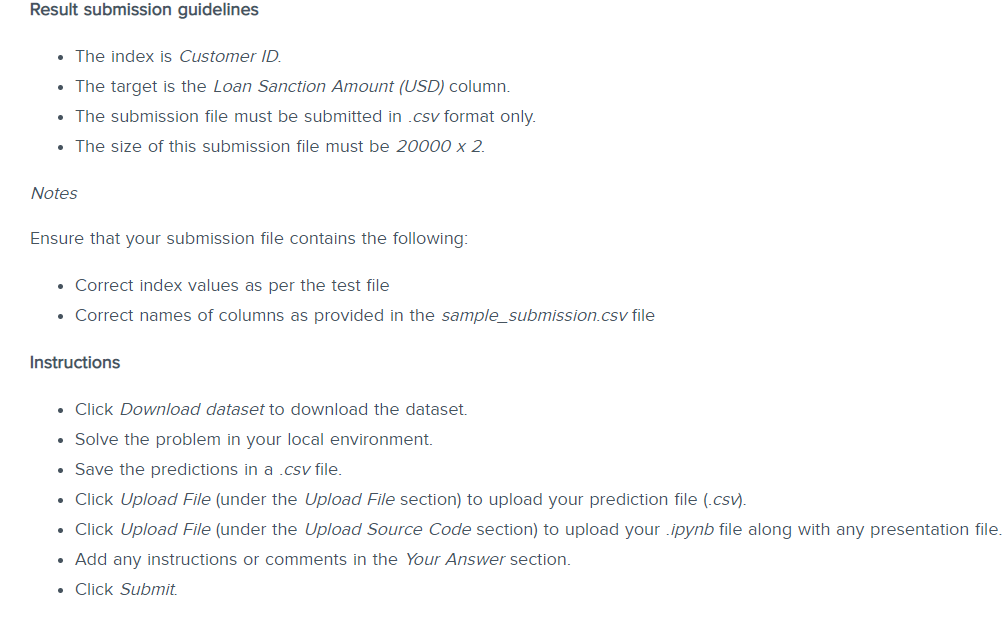 Result submission guidelines
• The index is Customer ID.
• The target is the Loan Sanction Amount (USD) column.
• The submission file must be submitted in .csv format only.
• The size of this submission file must be 20000 x 2.
Notes
Ensure that your submission file contains the following:
• Correct index values as per the test file
• Correct names of columns as provided in the sample_submission.csv file
Instructions
• Click Download dataset to download the dataset.
• Solve the problem in your local environment.
• Save the predictions in a .csv file.
• Click Upload File (under the Upload File section) to upload your prediction file (.csv).
• Click Upload File (under the Upload Source Code section) to upload your .ipynb file along with any presentation file.
• Add any instructions or comments in the Your Answer section.
• Click Submit.